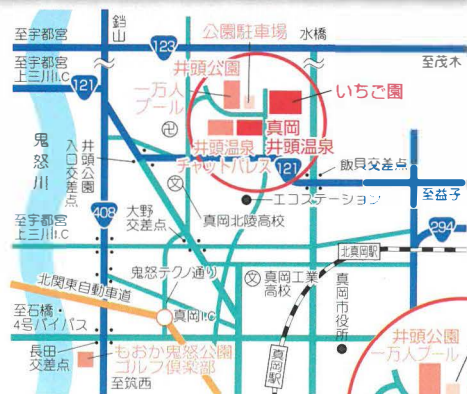 至宇都宮
鐺山
123
公園駐車場
水橋
至茂木
至宇都宮
上三川I.C
121
井頭公園
一万人
プール
いちご園
真岡
井頭温泉
井頭温泉
チャットパレス
121
飯貝交差点
鬼怒川
井頭公園
入口交差点
卍
文
エコステーション
至益子
408
大野
交差点
真岡北陵高校
294
至宇都宮
上三川I.C
北真岡駅
鬼怒テクノ通り
文
真岡工業
高校
真岡市役所
北関東自動車道
真岡I.C
至石橋・
4号バイパス
長田
交差点
もおか鬼怒公園
ゴルフ倶楽部
至筑西
真岡駅
井頭公園
一万人プール